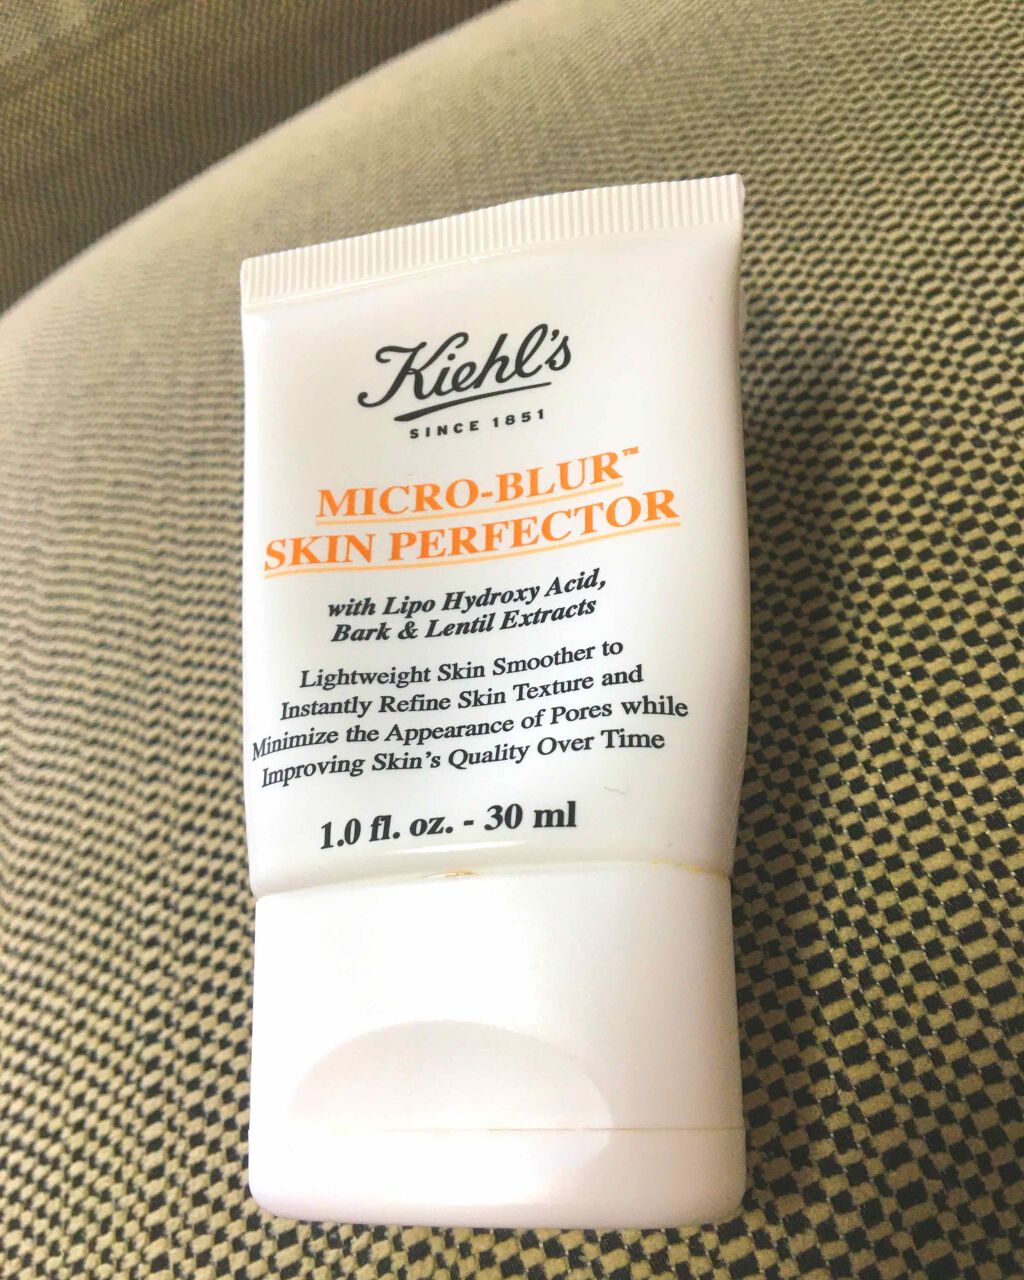 Kiehl's
SINCE 1851
MICRO-BLUR™
SKIN PERFECTOR
with Lipo Hydroxy Acid,
Bark & Lentil Extracts
Lightweight Skin Smoother to
Instantly Refine Skin Texture and
Minimize the Appearance of Pores while
Improving Skin's Quality Over Time
1.0 fl. oz. - 30 ml